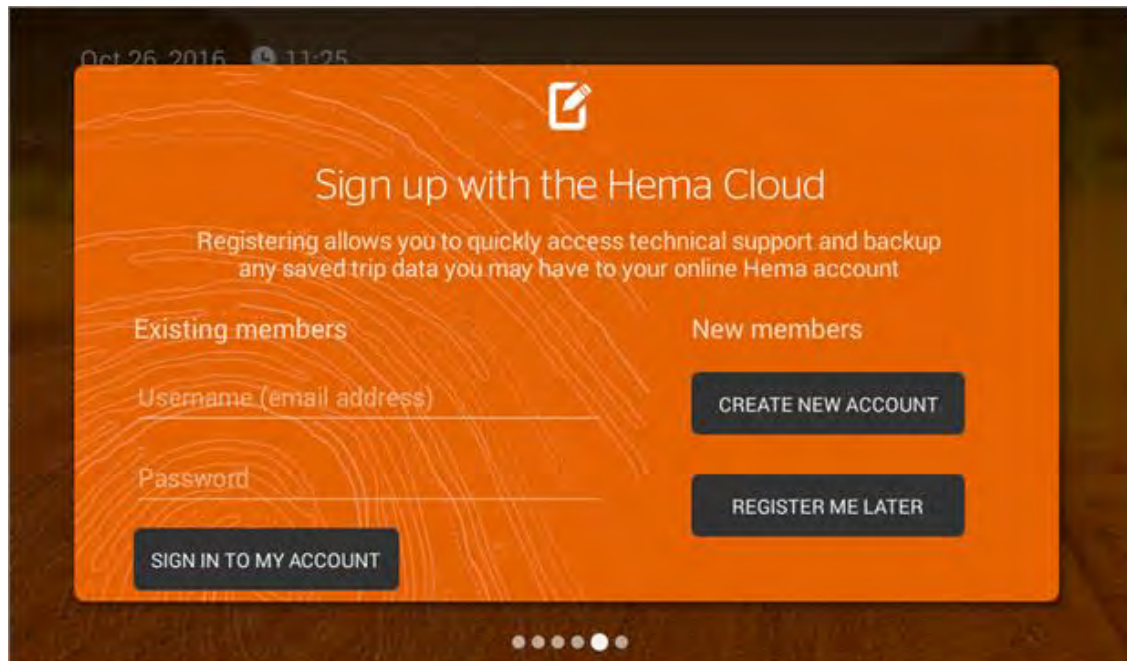 Oct 26, 2016 11:25
Sign up with the Hema Cloud
Registering allows you to quickly access technical support and backup
any saved trip data you may have to your online Hema account
Existing members
New members
Username (email address)
CREATE NEW ACCOUNT
Password
REGISTER ME LATER
SIGN IN TO MY ACCOUNT